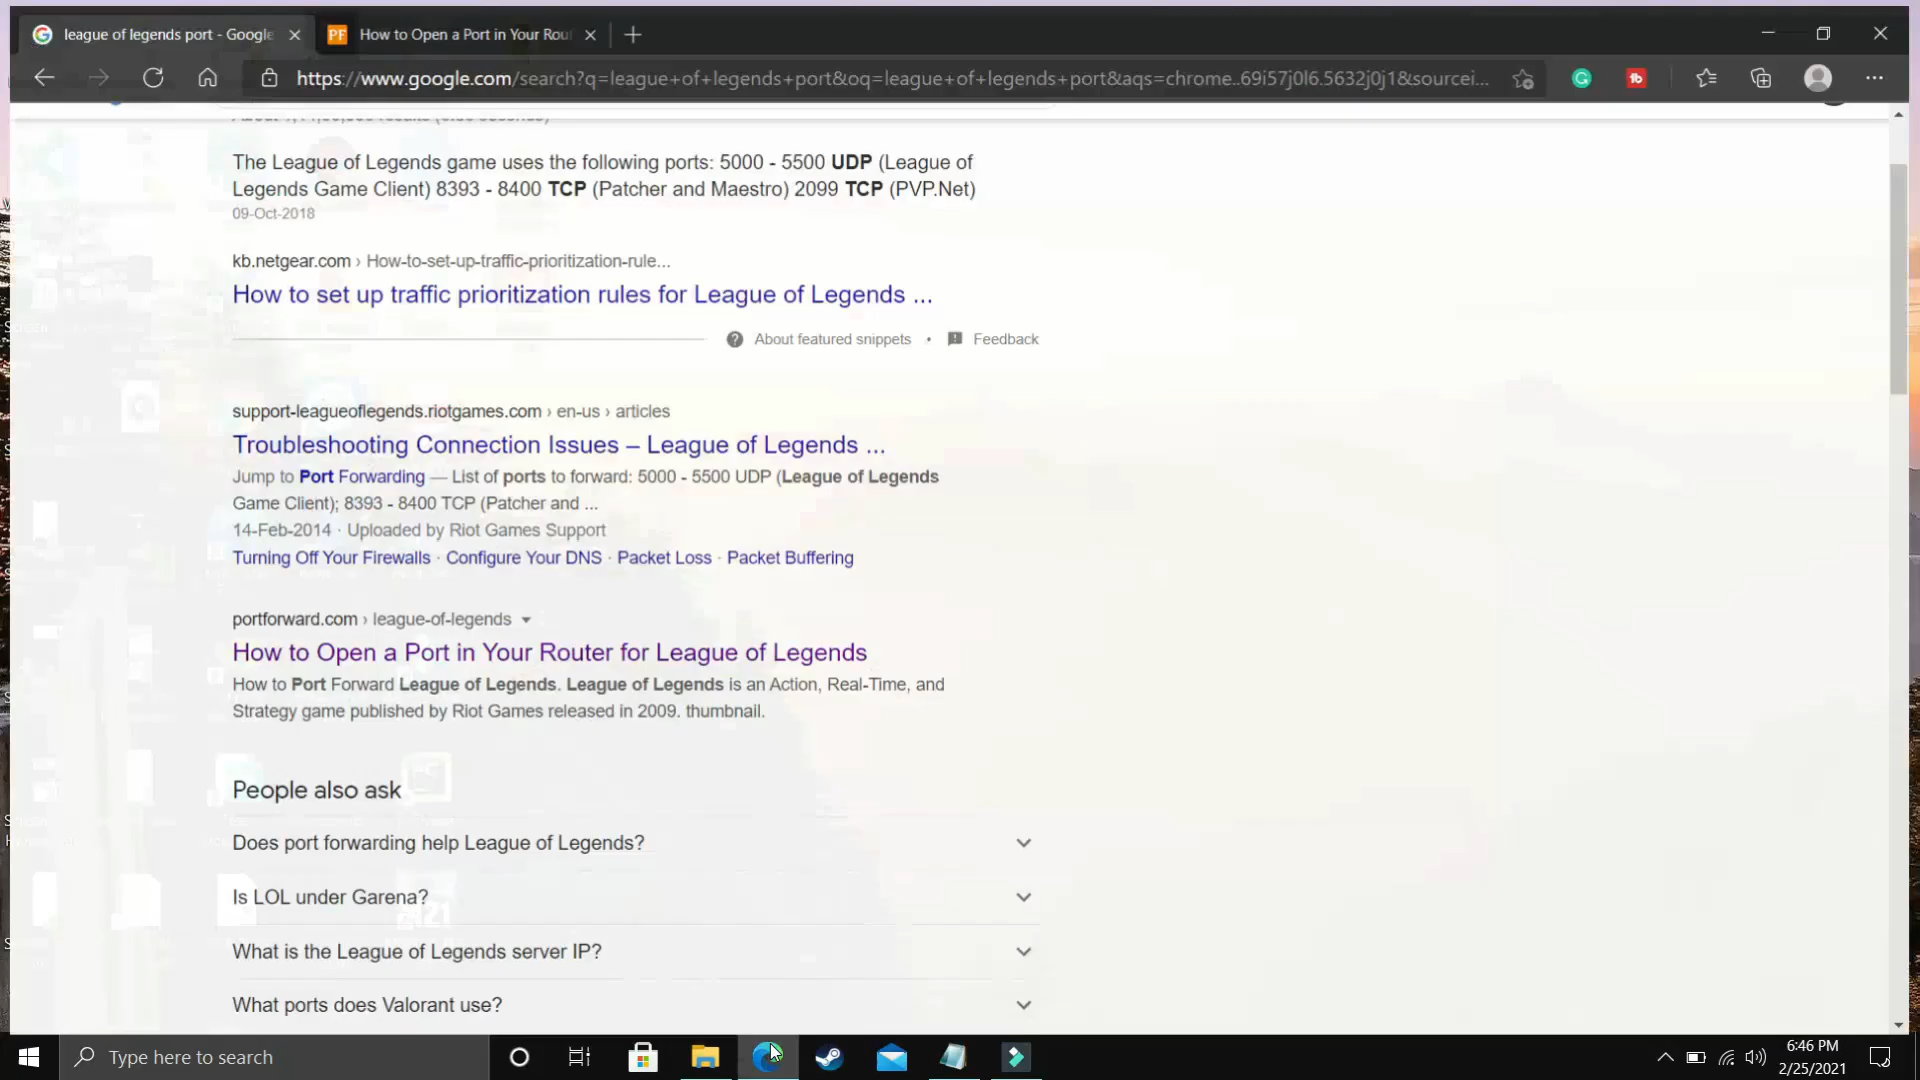 league of legends port - Google
PF How to Open a Port in Your Rou
https://www.google.com/search?q=league+of+legends+port&oq=league+of+legends+port&aqs=chrome..69i57j0l6.5632j0j1&sourcei...
The League of Legends game uses the following ports: 5000 - 5500 UDP (League of
Legends Game Client) 8393 - 8400 TCP (Patcher and Maestro) 2099 TCP (PVP.Net)
09-Oct-2018
kb.netgear.com › How-to-set-up-traffic-prioritization-rule...
How to set up traffic prioritization rules for League of Legends ...
About featured snippets • Feedback
support-leagueoflegends.riotgames.com › en-us › articles
Troubleshooting Connection Issues – League of Legends ...
Jump to Port Forwarding — List of ports to forward: 5000 - 5500 UDP (League of Legends
Game Client); 8393 - 8400 TCP (Patcher and ...
14-Feb-2014 · Uploaded by Riot Games Support
Turning Off Your Firewalls · Configure Your DNS · Packet Loss · Packet Buffering
portforward.com › league-of-legends
How to Open a Port in Your Router for League of Legends
How to Port Forward League of Legends. League of Legends is an Action, Real-Time, and
Strategy game published by Riot Games released in 2009. thumbnail.
People also ask
Does port forwarding help League of Legends?
Is LOL under Garena?
What is the League of Legends server IP?
What ports does Valorant use?
Type here to search
6:46 PM
2/25/2021